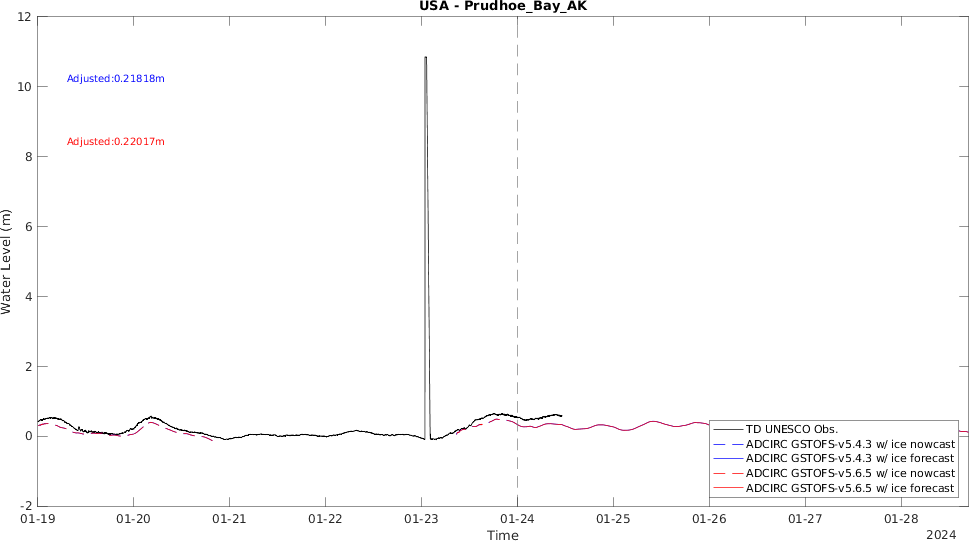 USA - Prudhoe_Bay_AK
12
10
8
6
4
2
0
-2
Water Level (m)
Adjusted:0.21818m
Adjusted:0.22017m
TD UNESCO Obs.
ADCIRC GSTOFS-v5.4.3 w/ ice nowcast
ADCIRC GSTOFS-v5.4.3 w/ ice forecast
ADCIRC GSTOFS-v5.6.5 w/ ice nowcast
ADCIRC GSTOFS-v5.6.5 w/ ice forecast
01-19 01-20 01-21 01-22 01-23 01-24 01-25 01-26 01-27 01-28
Time
2024